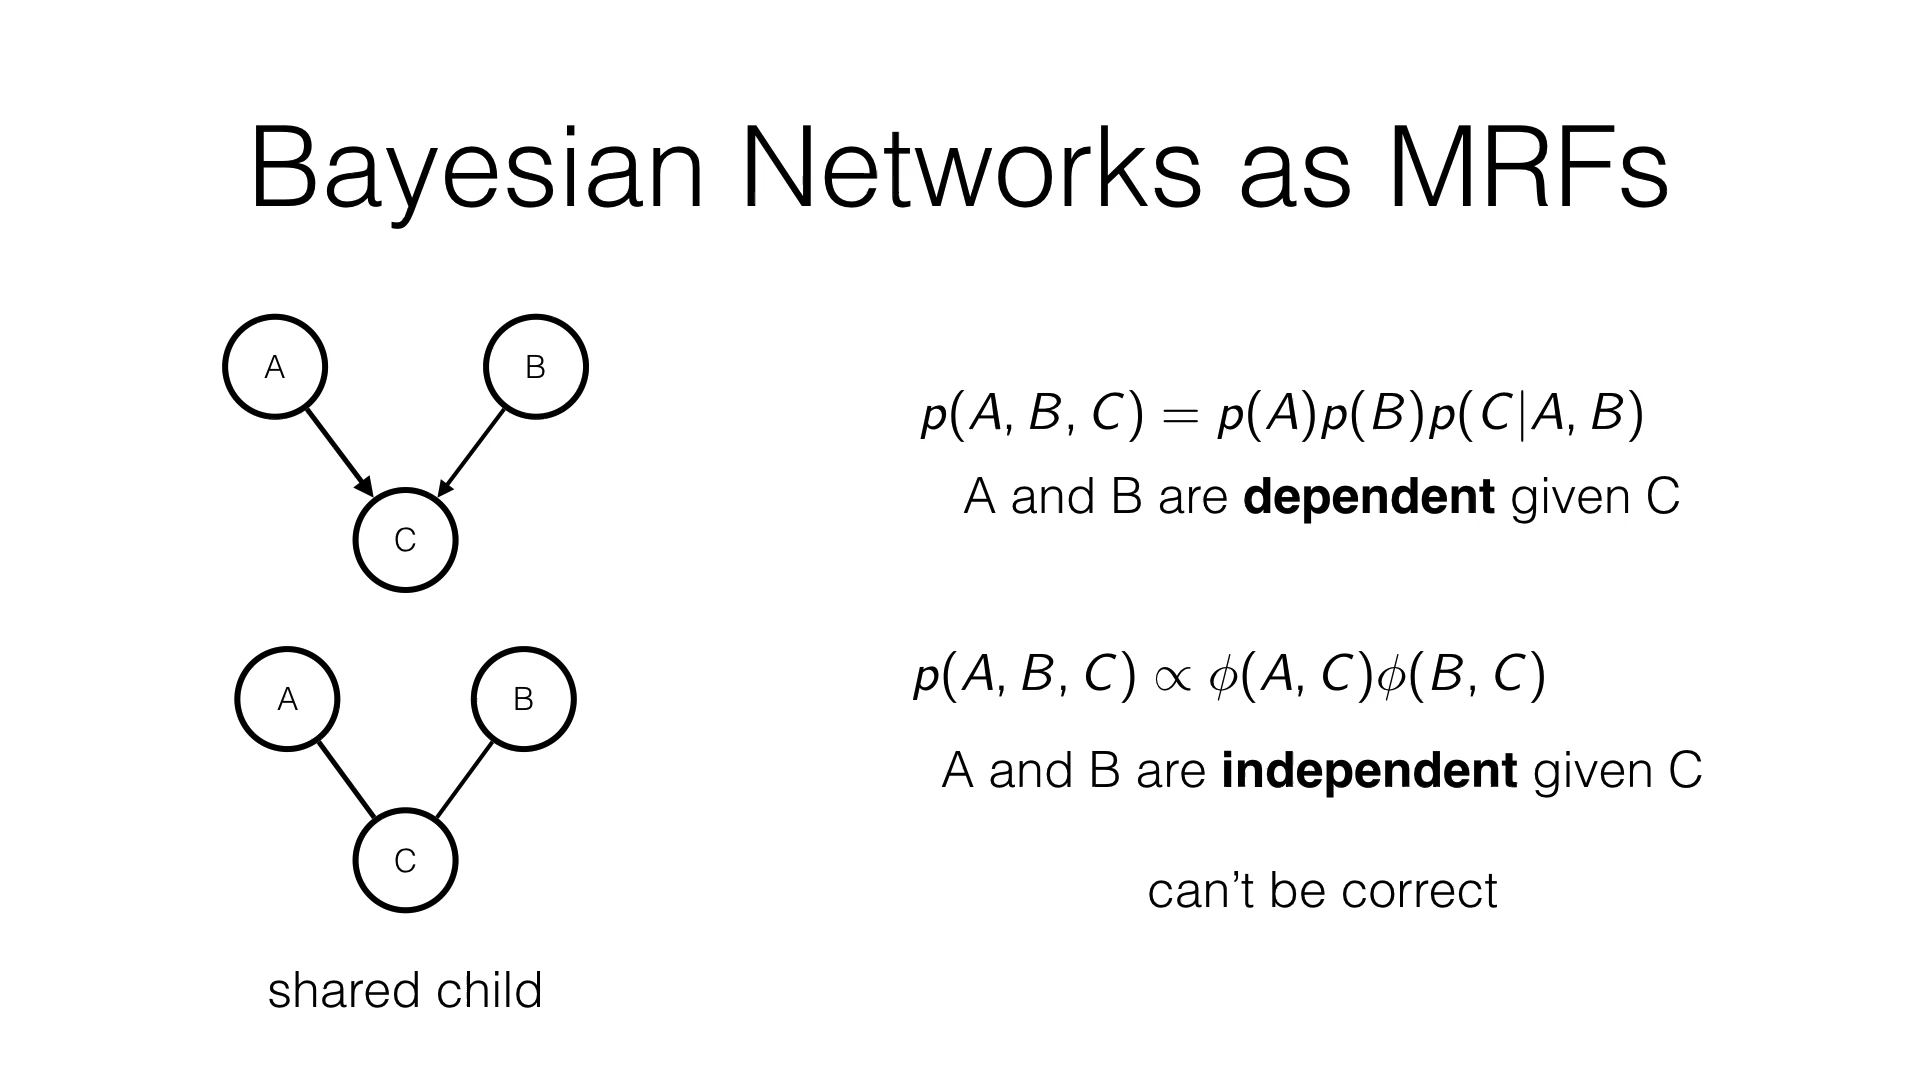 Bayesian Networks as MRFs
A
B
C
p(A, B, C) = p(A)p(B)p(C|A, B)
A and B are dependent given C
A
B
C
p(A, B, C) ∝ ϕ(A, C)ϕ(B, C)
A and B are independent given C
can’t be correct
shared child